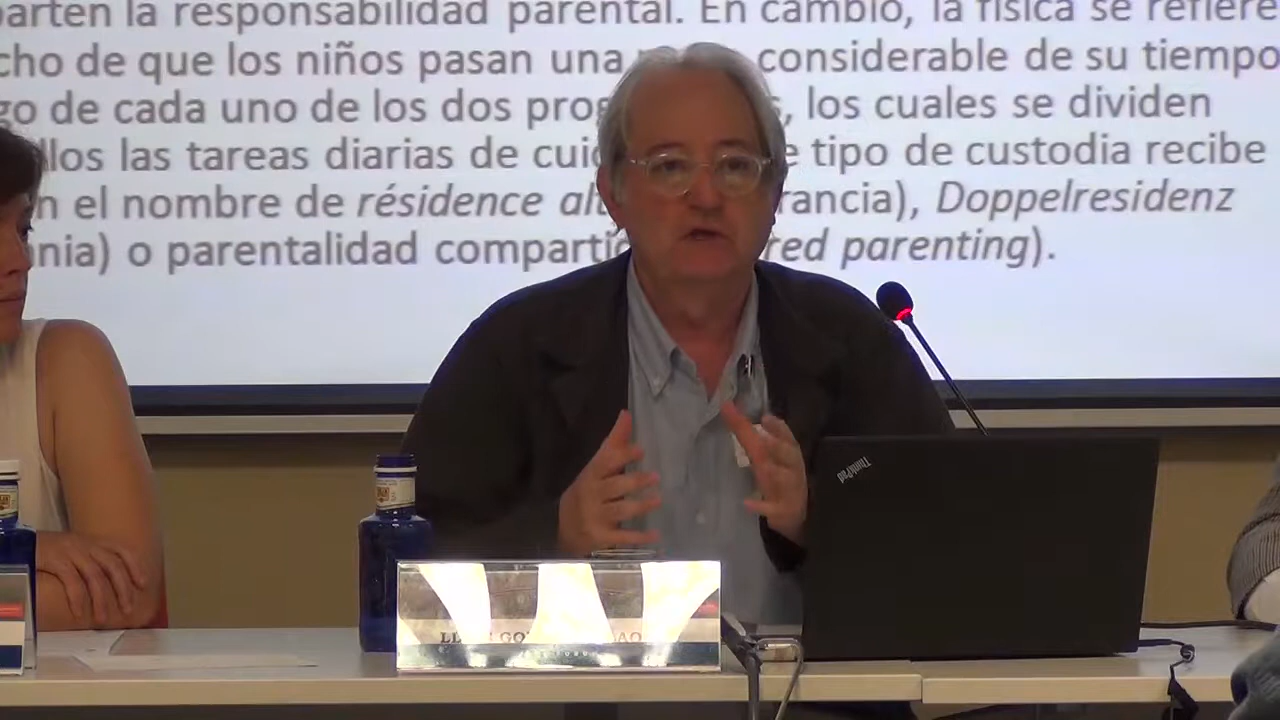 parten la responsabilidad parental. En cambio, la física se refiere
cho de que los niños pasan una considerable de su tiempo
go de cada uno de los dos prog los cuales se dividen
llos las tareas diarias de cuid e tipo de custodia recibe
n el nombre de résidence alt rancia), Doppelresidenz
ania) o parentalidad comparti red parenting).
ThinkPad